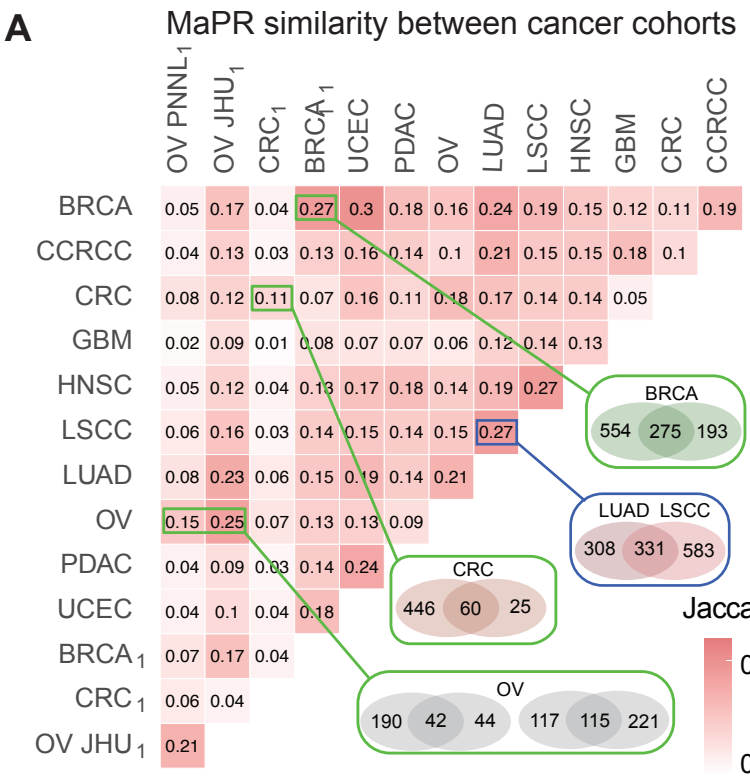 A
MaPR similarity between cancer cohorts
OV PNNL1
OV JHU1
CRC1
BRCA1 1
UCEC
PDAC
OV
LUAD
LSCC
HNSC
GBM
CRC
CCRCC
BRCA 0.05 0.17 0.04 0.27 0.3 0.18 0.16 0.24 0.19 0.15 0.12 0.11 0.19
CCRCC 0.04 0.13 0.03 0.13 0.16 0.14 0.1 0.21 0.15 0.15 0.18 0.1
CRC 0.08 0.12 0.11 0.07 0.16 0.11 0.18 0.17 0.14 0.14 0.05
GBM 0.02 0.09 0.01 0.08 0.07 0.07 0.06 0.12 0.14 0.13
HNSC 0.05 0.12 0.04 0.13 0.17 0.18 0.14 0.19 0.27
LSCC 0.06 0.16 0.03 0.14 0.15 0.14 0.15 0.27
LUAD 0.08 0.23 0.06 0.15 0.19 0.14 0.21
OV 0.15 0.25 0.07 0.13 0.13 0.09
PDAC 0.04 0.09 0.03 0.14 0.24
UCEC 0.04 0.1 0.04 0.18
BRCA 1 0.07 0.17 0.04
CRC 1 0.06 0.04
OV JHU 1 0.21
BRCA
554 275 193
LUAD LSCC
308 331 583
CRC
446 60 25
OV
190 42 44 117 115 221
Jacca
0
0